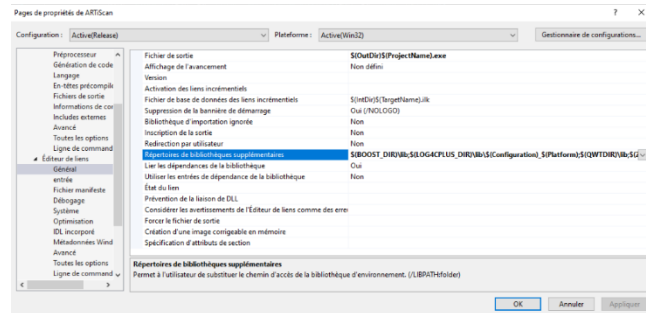 Pages de propriétés de ARTiScan ? ×
Configuration : Active(Release) Plateforme : Active(Win32) Gestionnaire de configurations...
Préprocesseur
Génération de code
Langage
En-têtes précompilé
Fichiers de sortie
Informations de cor
Includes externes
Avancé
Toutes les options
Ligne de command
Éditeur de liens
Général
entrée
Fichier manifeste
Débogage
Système
Optimisation
IDL incorporé
Métadonnées Wind
Avancé
Toutes les options
Ligne de command
Fichier de sortie $(OutDir)$(ProjectName).exe
Affichage de l'avancement Non défini
Version
Activation des liens incrémentiels
Fichier de base de données des liens incrémentiels $(IntDir)$(TargetName).ilk
Suppression de la bannière de démarrage Oui (/NOLOGO)
Bibliothèque d'importation ignorée Non
Inscription de la sortie Non
Redirection par utilisateur Non
Répertoires de bibliothèques supplémentaires $(BOOST_DIR)\lib;$(LOG4CPLUS_DIR)\lib\$(Configuration)_$(Platform);$(QWTDIR)\lib;$(
Lier les dépendances de la bibliothèque Oui
Utiliser les entrées de dépendance de la bibliothèque Non
État du lien
Prévention de la liaison de DLL
Considérer les avertissements de l'Éditeur de liens comme des erre
Forcer le fichier de sortie
Création d'une image corrigeable en mémoire
Spécification d'attributs de section
Répertoires de bibliothèques supplémentaires
Permet à l'utilisateur de substituer le chemin d'accès de la bibliothèque d'environnement. (/LIBPATH:folder)
OK Annuler Appliquer